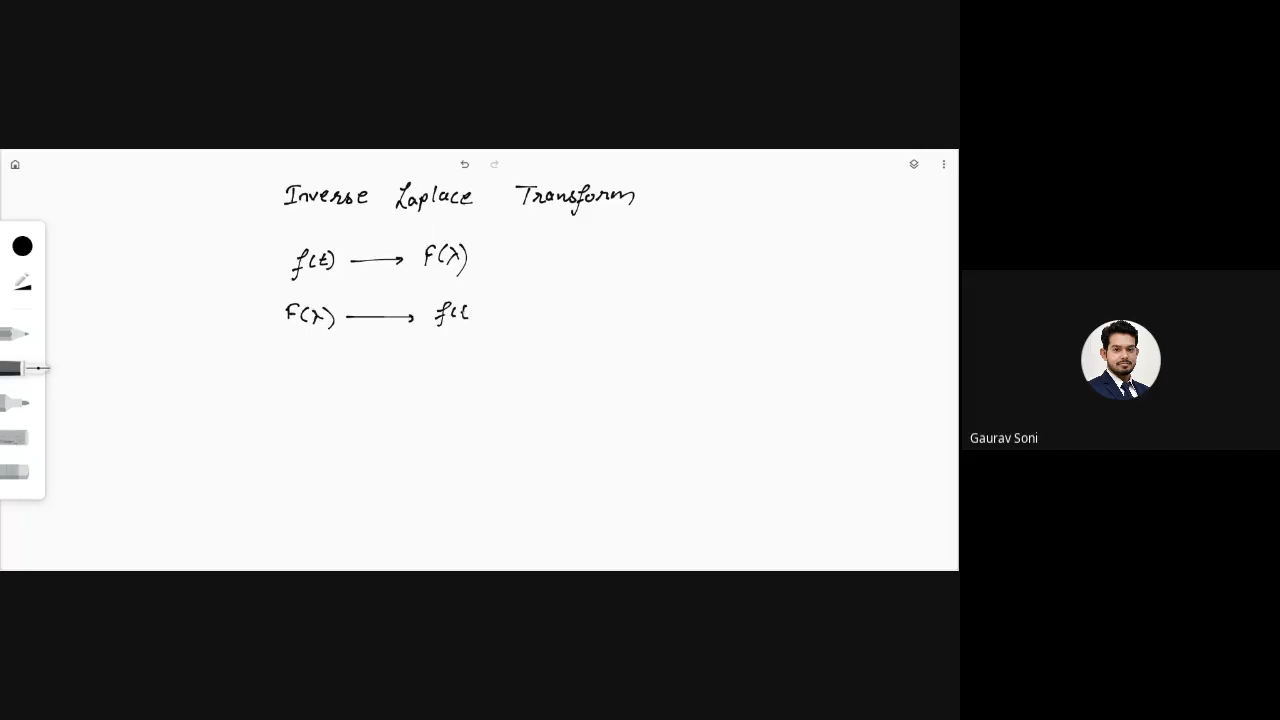 Inverse Laplace Transform
f(t) ⟶ F(λ)
F(λ) ⟶ f(t
Gaurav Soni